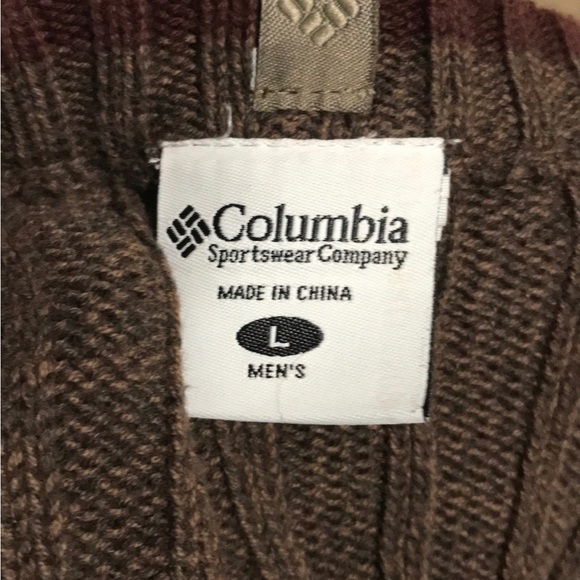 Columbia
Sportswear Company
MADE IN CHINA
L
MEN'S